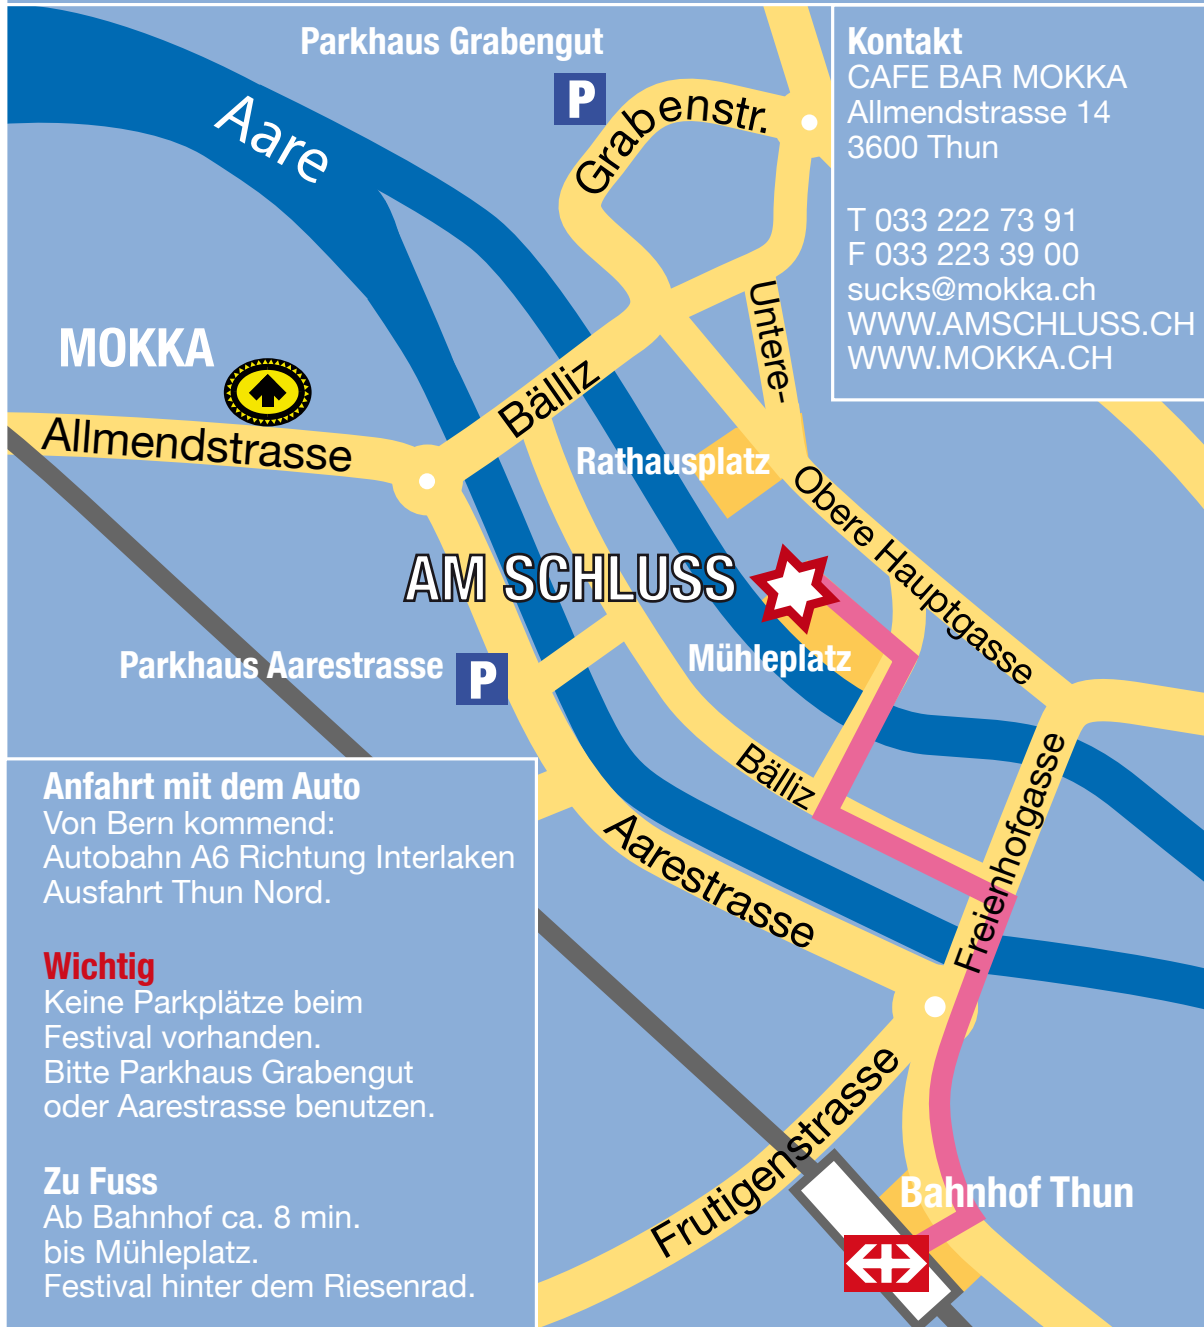 Parkhaus Grabengut
P
Kontakt
CAFE BAR MOKKA
Allmendstrasse 14
3600 Thun
T 033 222 73 91
F 033 223 39 00
sucks@mokka.ch
WWW.AMSCHLUSS.CH
WWW.MOKKA.CH
Aare
Grabenstr.
Untere-
MOKKA
Bälliz
Allmendstrasse
Rathausplatz
Obere Hauptgasse
AM SCHLUSS
Mühleplatz
Parkhaus Aarestrasse
P
Bälliz
Freienhofgasse
Aarestrasse
Anfahrt mit dem Auto
Von Bern kommend:
Autobahn A6 Richtung Interlaken
Ausfahrt Thun Nord.
Wichtig
Keine Parkplätze beim
Festival vorhanden.
Bitte Parkhaus Grabengut
oder Aarestrasse benutzen.
Zu Fuss
Ab Bahnhof ca. 8 min.
bis Mühleplatz.
Festival hinter dem Riesenrad.
Frutigenstrasse
Bahnhof Thun